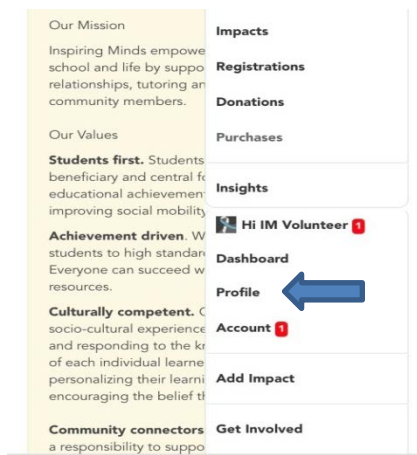 Our Mission
Inspiring Minds empowe
school and life by suppo
relationships, tutoring an
community members.
Our Values
Students first. Students
beneficiary and central fo
educational achievemen
improving social mobility
Achievement driven. W
students to high standar
Everyone can succeed w
resources.
Culturally competent. C
socio-cultural experience
and responding to the kn
of each individual learne
personalizing their learni
encouraging the belief th
Community connectors
a responsibility to suppo
Impacts
Registrations
Donations
Purchases
Insights
Hi IM Volunteer 1
Dashboard
Profile
Account 1
Add Impact
Get Involved